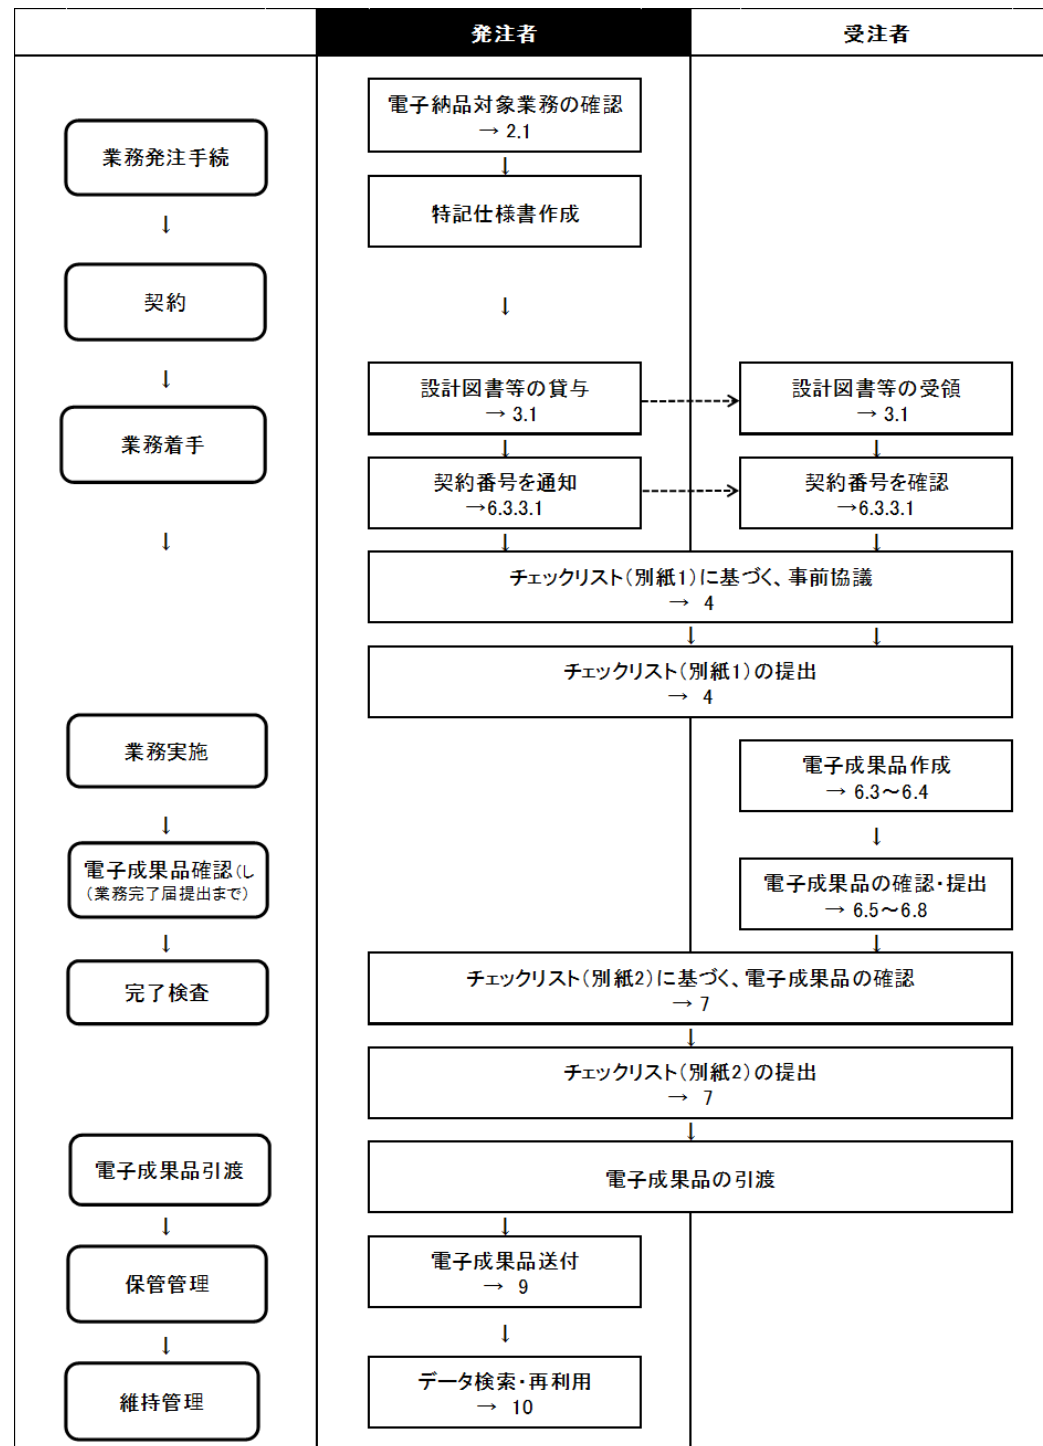 発注者
受注者
業務発注手続
↓
契約
↓
業務着手
↓
業務実施
↓
電子成果品確認(し
(業務完了届提出まで)
↓
完了検査
電子成果品引渡
↓
保管管理
↓
維持管理
電子納品対象業務の確認
→ 2.1
↓
特記仕様書作成
↓
設計図書等の貸与
→ 3.1
設計図書等の受領
→ 3.1
↓
↓
契約番号を通知
→6.3.3.1
契約番号を確認
→6.3.3.1
↓
↓
チェックリスト(別紙1)に基づく、事前協議
→ 4
↓
↓
チェックリスト(別紙1)の提出
→ 4
電子成果品作成
→ 6.3~6.4
↓
電子成果品の確認・提出
→ 6.5~6.8
↓
チェックリスト(別紙2)に基づく、電子成果品の確認
→ 7
↓
チェックリスト(別紙2)の提出
→ 7
↓
電子成果品の引渡
↓
電子成果品送付
→ 9
↓
データ検索・再利用
→ 10